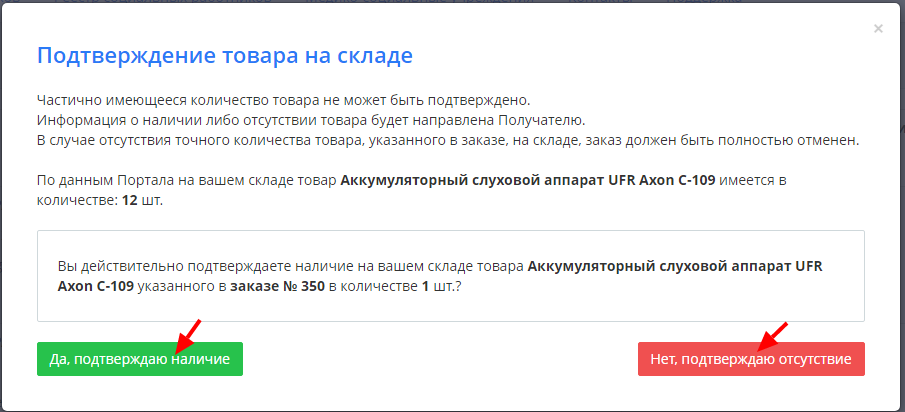 Подтверждение товара на складе
Частично имеющееся количество товара не может быть подтверждено.
Информация о наличии либо отсутствии товара будет направлена Получателю.
В случае отсутствия точного количества товара, указанного в заказе, на складе, заказ должен быть полностью отменен.
По данным Портала на вашем складе товар Аккумуляторный слуховой аппарат UFR Axon C-109 имеется в
количестве: 12 шт.
Вы действительно подтверждаете наличие на вашем складе товара Аккумуляторный слуховой аппарат UFR
Axon C-109 указанного в заказе № 350 в количестве 1 шт.?
Да, подтверждаю наличие
Нет, подтверждаю отсутствие